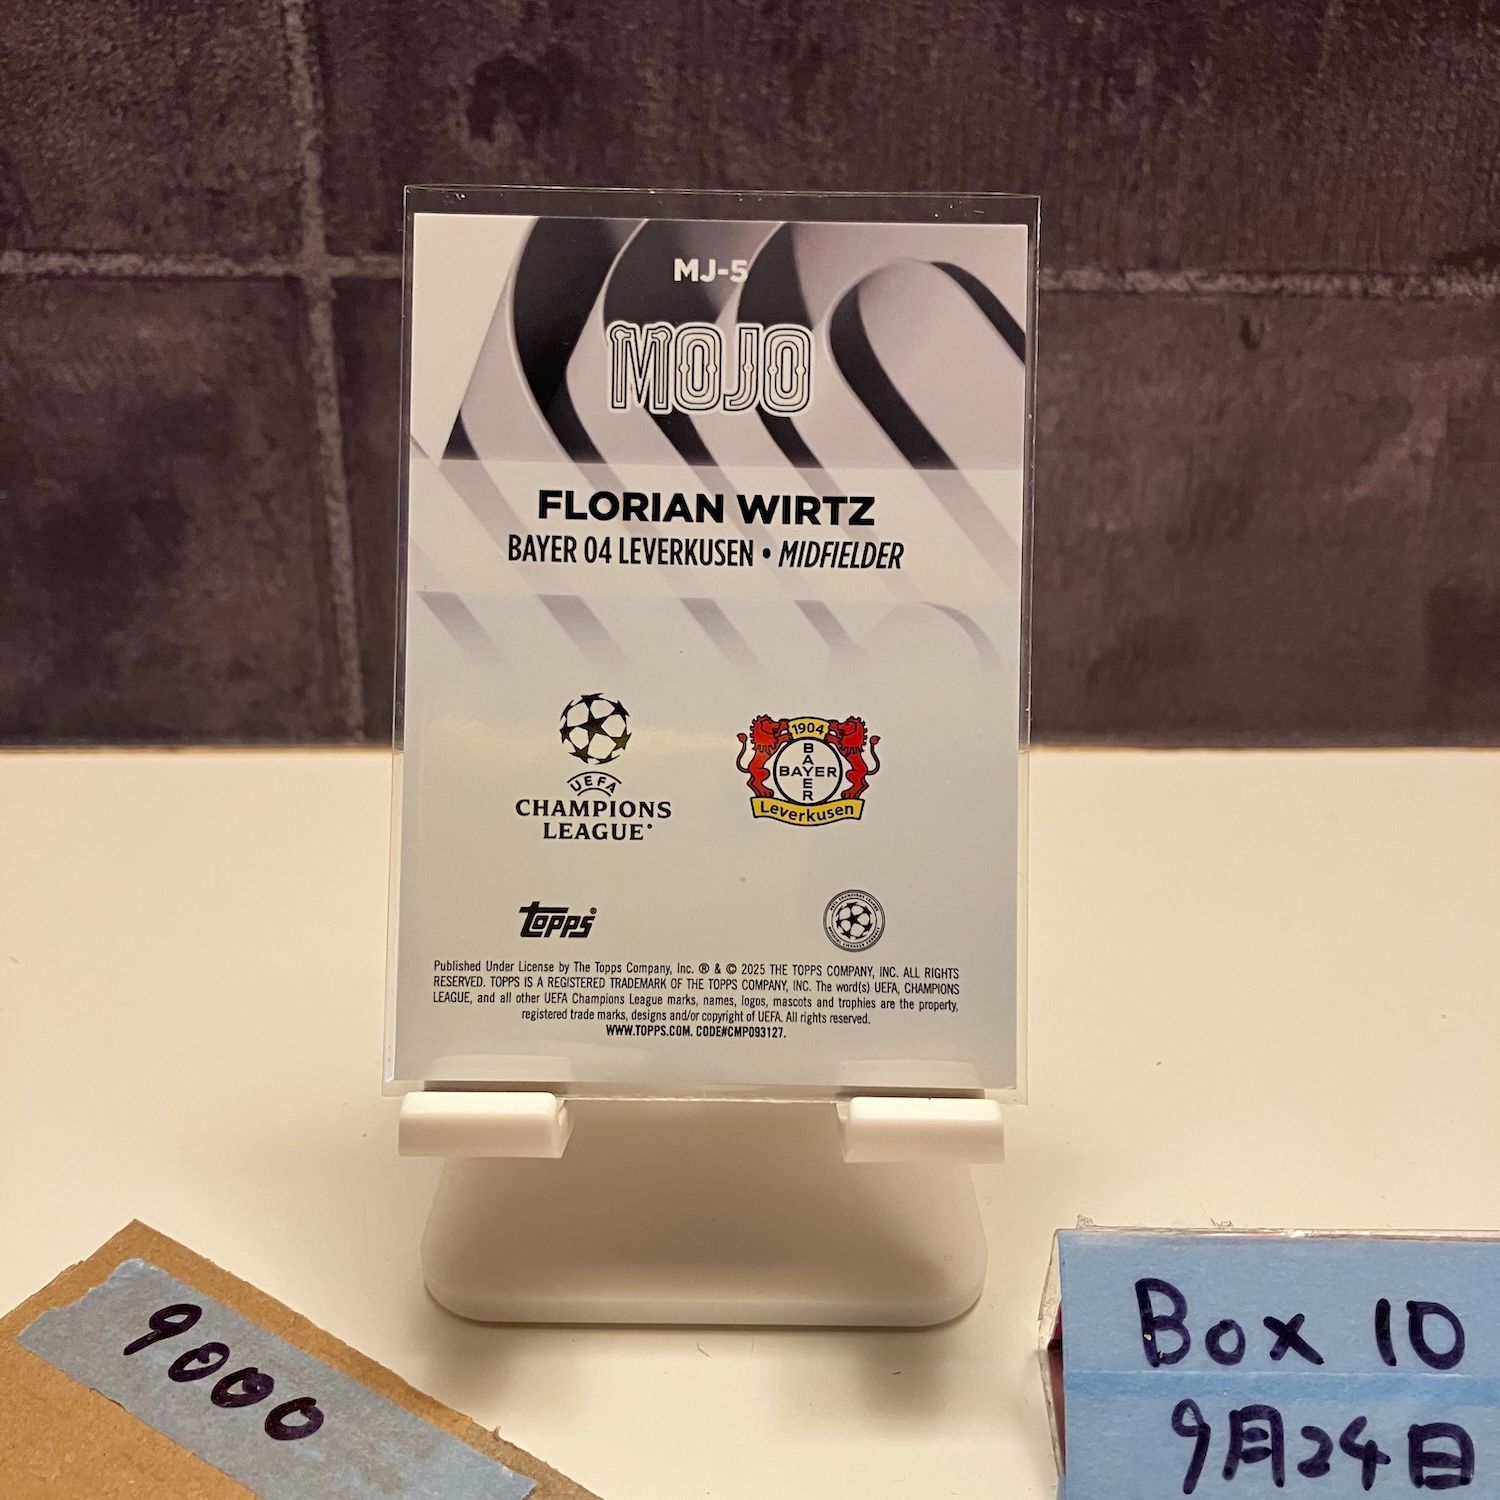 MJ-5
MOJO
FLORIAN WIRTZ
BAYER 04 LEVERKUSEN • MIDFIELDER
UEFA
CHAMPIONS
LEAGUE®
1904
BAYER
BAYER
Leverkusen
Topps®
Published Under License by The Topps Company, Inc. ® & © 2025 THE TOPPS COMPANY, INC. ALL RIGHTS
RESERVED. TOPPS IS A REGISTERED TRADEMARK OF THE TOPPS COMPANY, INC. The word(s) UEFA, CHAMPIONS
LEAGUE, and all other UEFA Champions League marks, names, logos, mascots and trophies are the property,
registered trade marks, designs and/or copyright of UEFA. All rights reserved.
WWW.TOPPS.COM. CODE#CMP093127.
9000
Box 10
9月24日